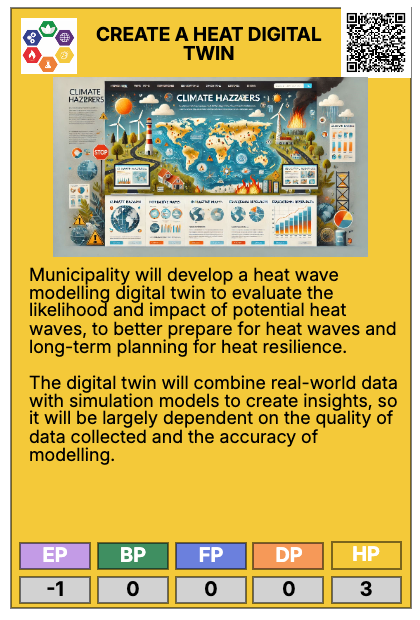 CREATE A HEAT DIGITAL
TWIN
CLIMATE
CLIMATE HAZZAERS
STOP
Municipality will develop a heat wave
modelling digital twin to evaluate the
likelihood and impact of potential heat
waves, to better prepare for heat waves and
long-term planning for heat resilience.
The digital twin will combine real-world data
with simulation models to create insights, so
it will be largely dependent on the quality of
data collected and the accuracy of
modelling.
EP BP FP DP HP
-1 0 0 0 3